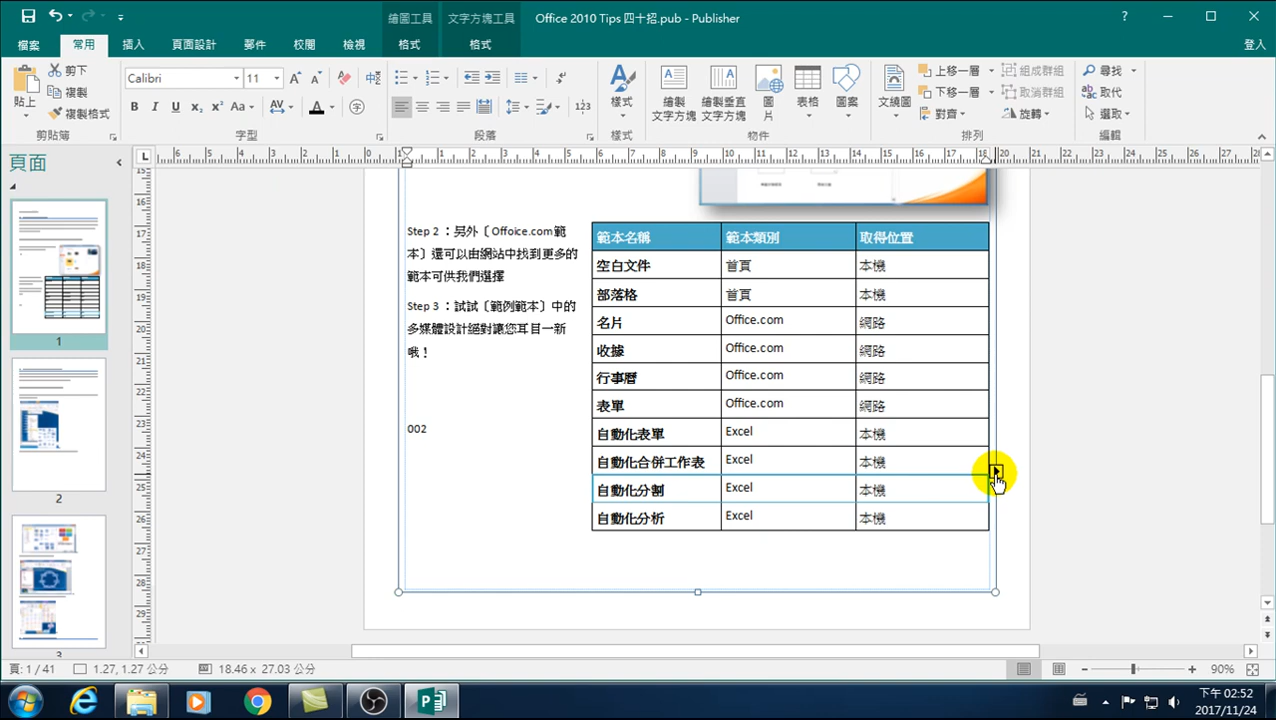 繪圖工具
文字方塊工具
Office 2010 Tips 四十招.pub - Publisher
?
檔案
常用
插入
頁面設計
郵件
校閱
檢視
格式
格式
登入
貼上
剪下
複製
複製格式
剪貼簿
Calibri
11
B I U x₂ x² Aa AV A 字
字型
123
段落
樣式
樣式
繪製
文字方塊
繪製垂直
文字方塊
圖
片
表格
圖案
物件
文繞圖
上移一層
下移一層
對齊
組成群組
取消群組
旋轉
排列
尋找
取代
選取
編輯
頁面
1
2
3
Step 2：另外〔Offoice.com範
本〕還可以由網站中找到更多的
範本可供我們選擇
Step 3：試試〔範例範本〕中的
多媒體設計絕對讓您耳目一新
哦！
002
範本名稱 範本類別 取得位置
空白文件 首頁 本機
部落格 首頁 本機
名片 Office.com 網路
收據 Office.com 網路
行事曆 Office.com 網路
表單 Office.com 網路
自動化表單 Excel 本機
自動化合併工作表 Excel 本機
自動化分割 Excel 本機
自動化分析 Excel 本機
頁: 1 / 41
1.27, 1.27 公分
18.46 x 27.03 公分
90%
下午 02:52
2017/11/24